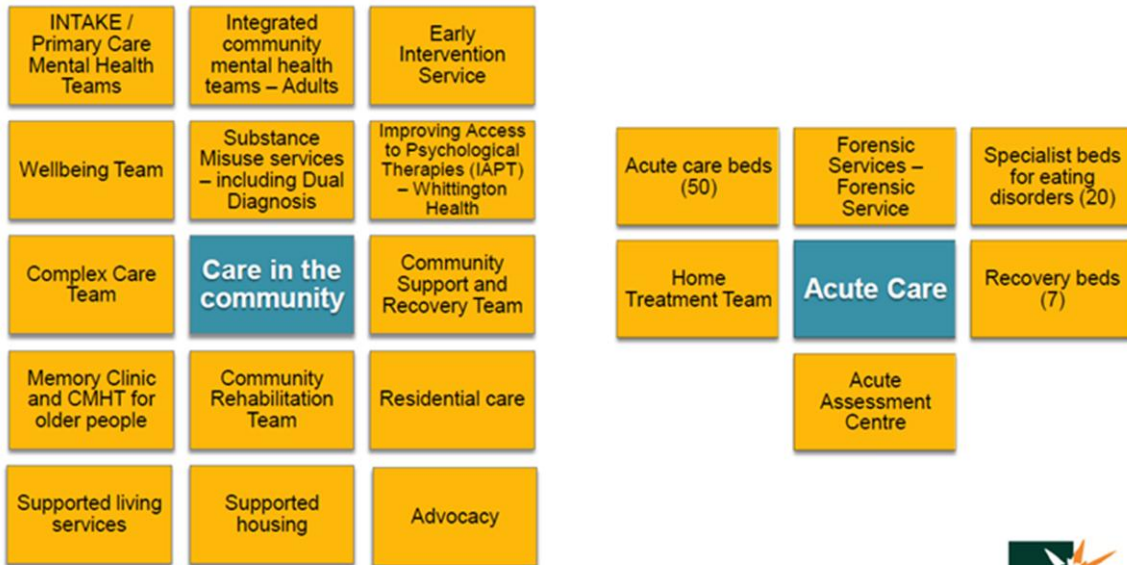 INTAKE /
Primary Care
Mental Health
Teams
Integrated
community
mental health
teams – Adults
Early
Intervention
Service
Wellbeing Team
Substance
Misuse services
– including Dual
Diagnosis
Improving Access
to Psychological
Therapies (IAPT)
– Whittington
Health
Complex Care
Team
Care in the
community
Community
Support and
Recovery Team
Memory Clinic
and CMHT for
older people
Community
Rehabilitation
Team
Residential care
Supported living
services
Supported
housing
Advocacy
Acute care beds
(50)
Forensic
Services –
Forensic
Service
Specialist beds
for eating
disorders (20)
Home
Treatment Team
Acute Care
Recovery beds
(7)
Acute
Assessment
Centre